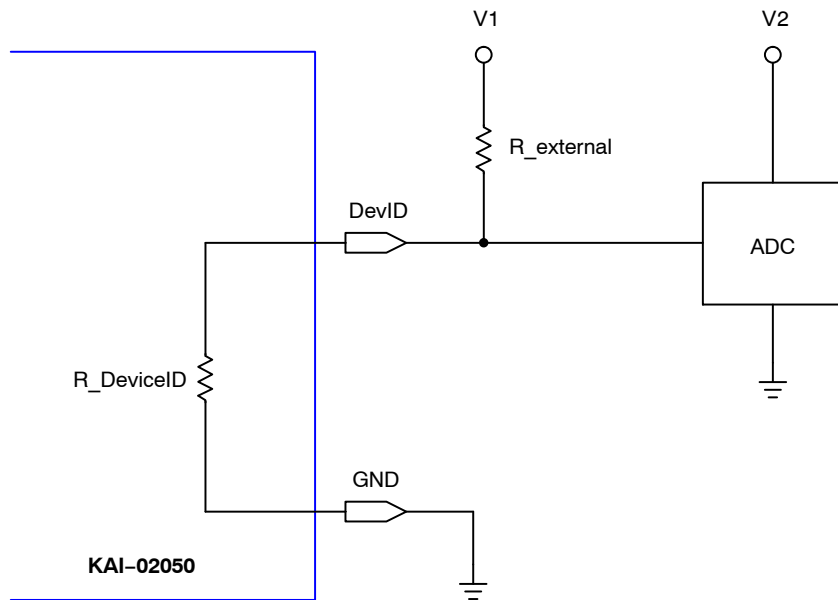 V1
V2
R_external
DevID
ADC
R_DeviceID
GND
KAI−02050